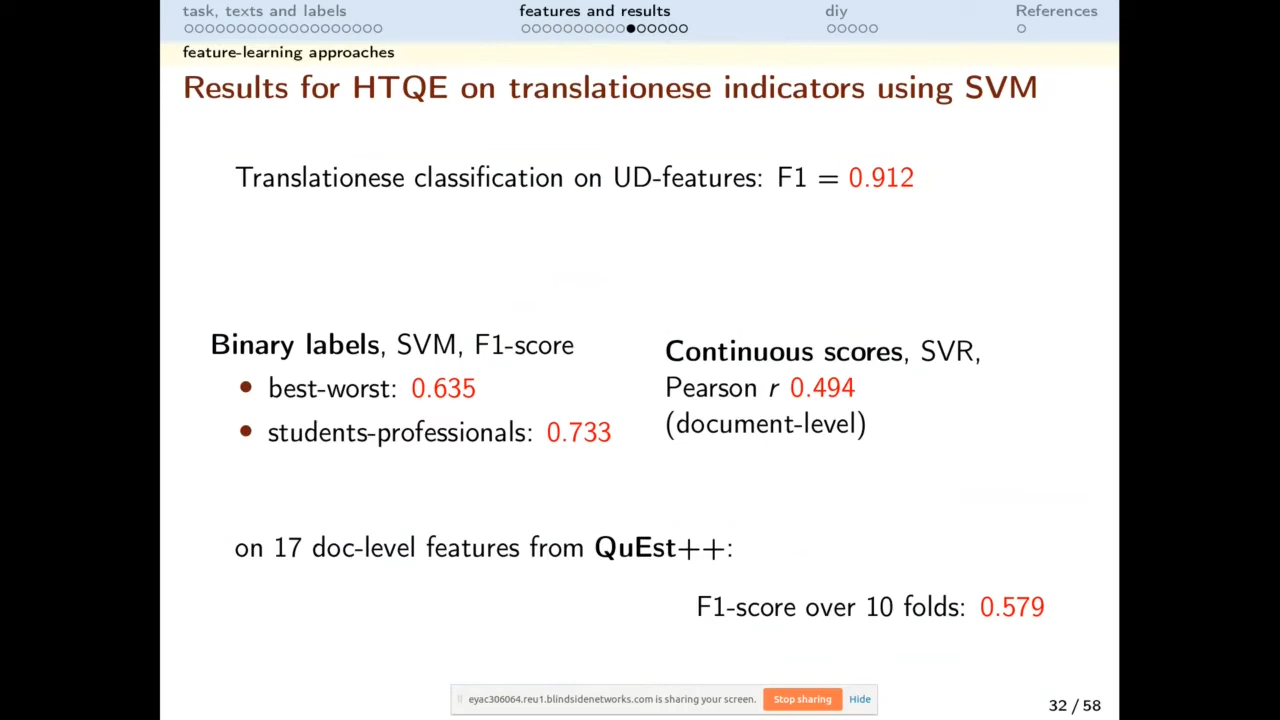 task, texts and labels
features and results
diy
References
feature-learning approaches
Results for HTQE on translationese indicators using SVM
Translationese classification on UD-features: F1 = 0.912
Binary labels, SVM, F1-score
• best-worst: 0.635
• students-professionals: 0.733
Continuous scores, SVR,
Pearson r 0.494
(document-level)
on 17 doc-level features from QuEst++:
F1-score over 10 folds: 0.579
eyac306064.reu1.blindsidenetworks.com is sharing your screen.
Stop sharing
Hide
32 / 58